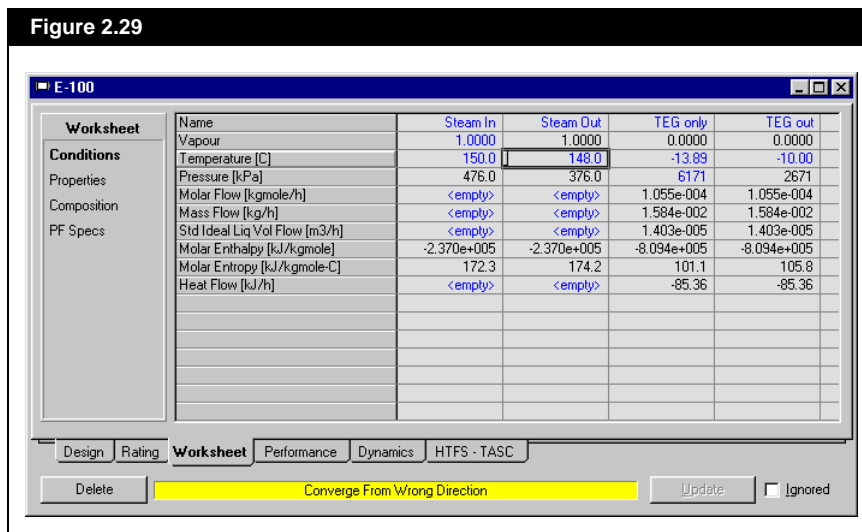 Figure 2.29
E-100
Worksheet
Conditions
Properties
Composition
PF Specs
Name Steam In Steam Out TEG only TEG out
Vapour 1.0000 1.0000 0.0000 0.0000
Temperature [C] 150.0 148.0 -13.89 -10.00
Pressure [kPa] 476.0 376.0 6171 2671
Molar Flow [kgmole/h] <empty> <empty> 1.055e-004 1.055e-004
Mass Flow [kg/h] <empty> <empty> 1.584e-002 1.584e-002
Std Ideal Liq Vol Flow [m3/h] <empty> <empty> 1.403e-005 1.403e-005
Molar Enthalpy [kJ/kgmole] -2.370e+005 -2.370e+005 -8.094e+005 -8.094e+005
Molar Entropy [kJ/kgmole-C] 172.3 174.2 101.1 105.8
Heat Flow [kJ/h] <empty> <empty> -85.36 -85.36
Design Rating Worksheet Performance Dynamics HTFS - TASC
Delete Converge From Wrong Direction Update Ignored